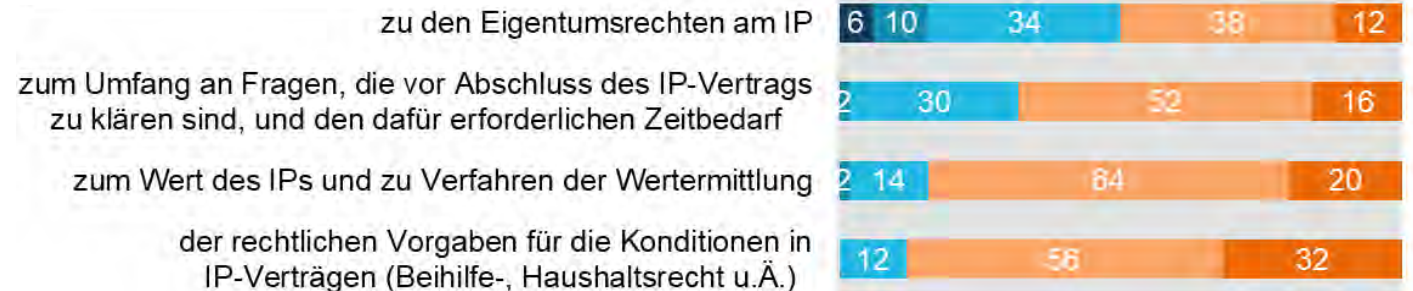 zu den Eigentumsrechten am IP 6 10 34 38 12
zum Umfang an Fragen, die vor Abschluss des IP-Vertrags
zu klären sind, und den dafür erforderlichen Zeitbedarf 2 30 52 16
zum Wert des IPs und zu Verfahren der Wertermittlung 2 14 64 20
der rechtlichen Vorgaben für die Konditionen in
IP-Verträgen (Beihilfe-, Haushaltsrecht u.Ä.) 12 56 32